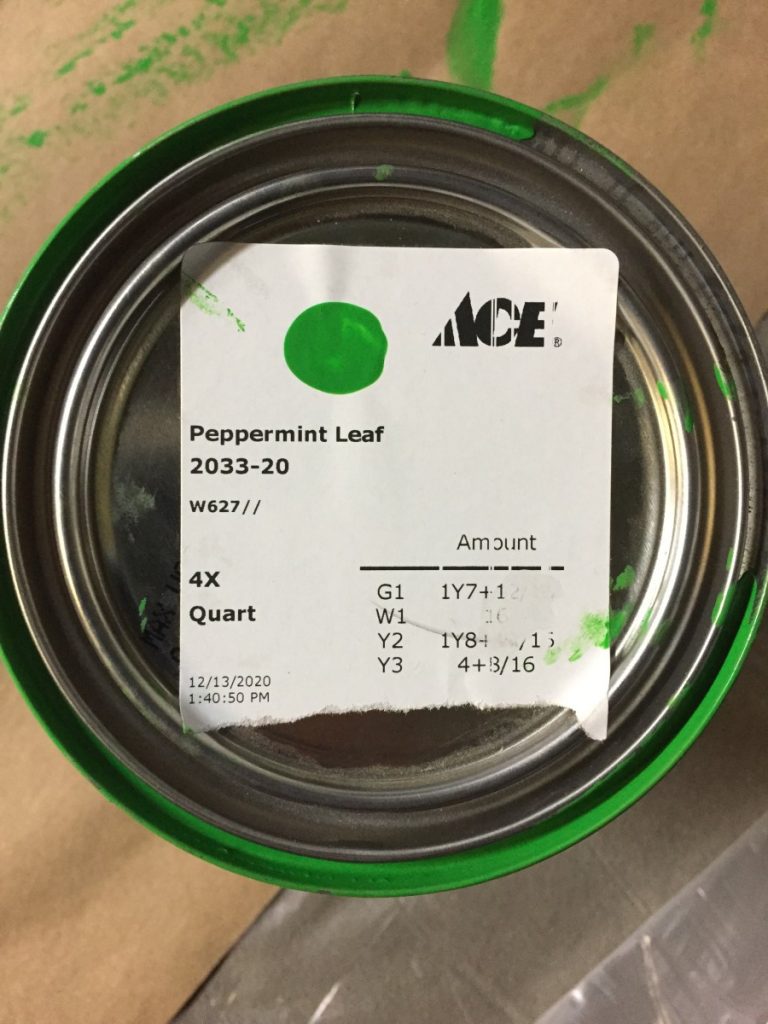 ACE®
Peppermint Leaf
2033-20
W627//
Amount
4X
Quart
G1
W1
Y2
Y3 4+8/16
12/13/2020
1:40:50 PM